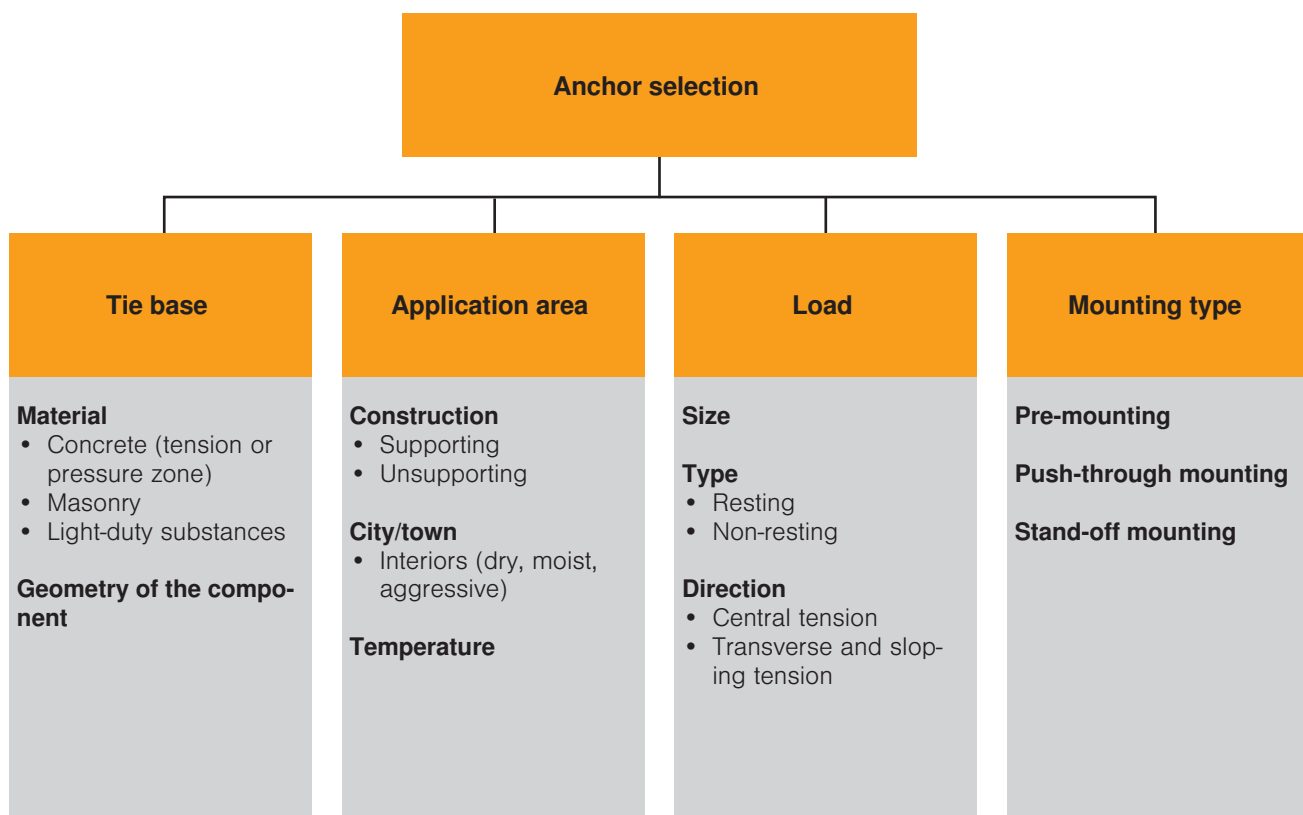 Anchor selection
Tie base
Material
• Concrete (tension or
pressure zone)
• Masonry
• Light-duty substances
Geometry of the compo-
nent
Application area
Construction
• Supporting
• Unsupporting
City/town
• Interiors (dry, moist,
aggressive)
Temperature
Load
Size
Type
• Resting
• Non-resting
Direction
• Central tension
• Transverse and slop-
ing tension
Mounting type
Pre-mounting
Push-through mounting
Stand-off mounting